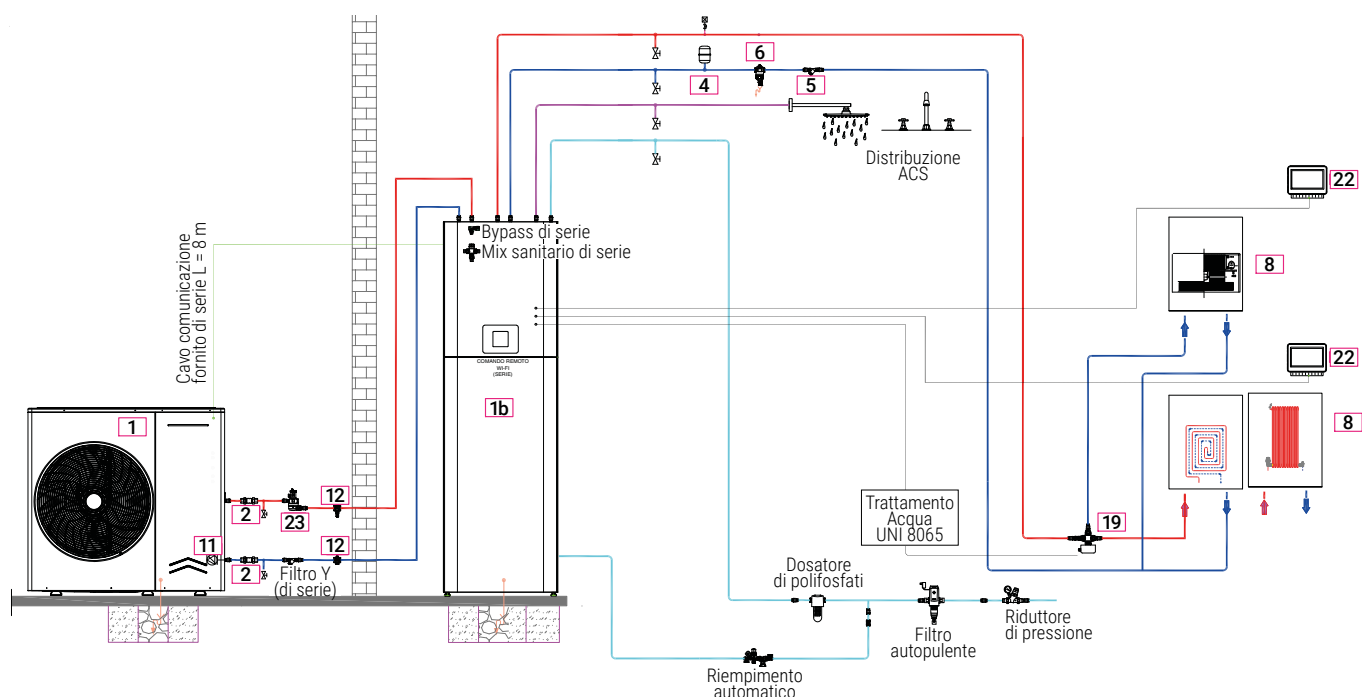 6
4
5
Distribuzione
ACS
22
Bypass di serie
Mix sanitario di serie
8
Cavo comunicazione
fornito di serie L = 8 m
COMANDO REMOTO
WI-FI
(SERIE)
22
1b
1
8
12
2
23
Trattamento
Acqua
UNI 8065
19
11
12
2
Filtro Y
(di serie)
Dosatore
di polifosfati
Filtro
autopulente
Riduttore
di pressione
Riempimento
automatico